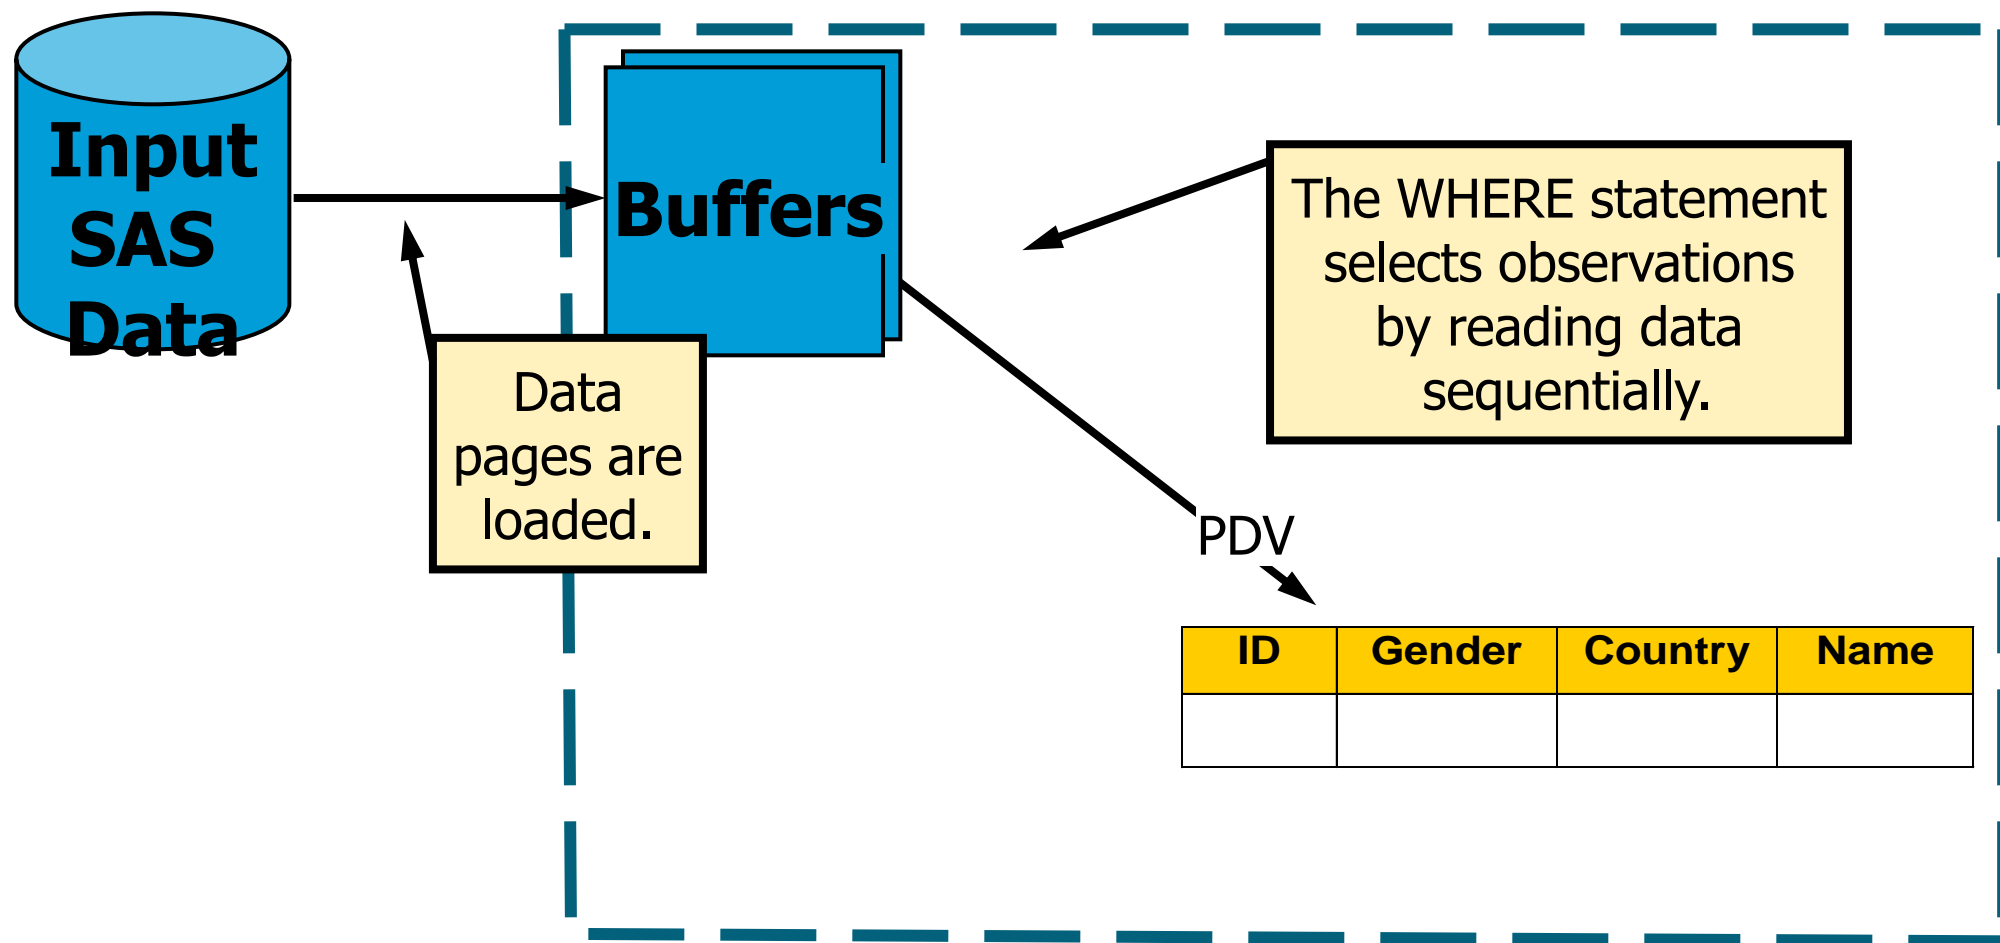 Input
SAS
Data
Buffers
The WHERE statement
selects observations
by reading data
sequentially.
Data
pages are
loaded.
PDV
ID Gender Country Name